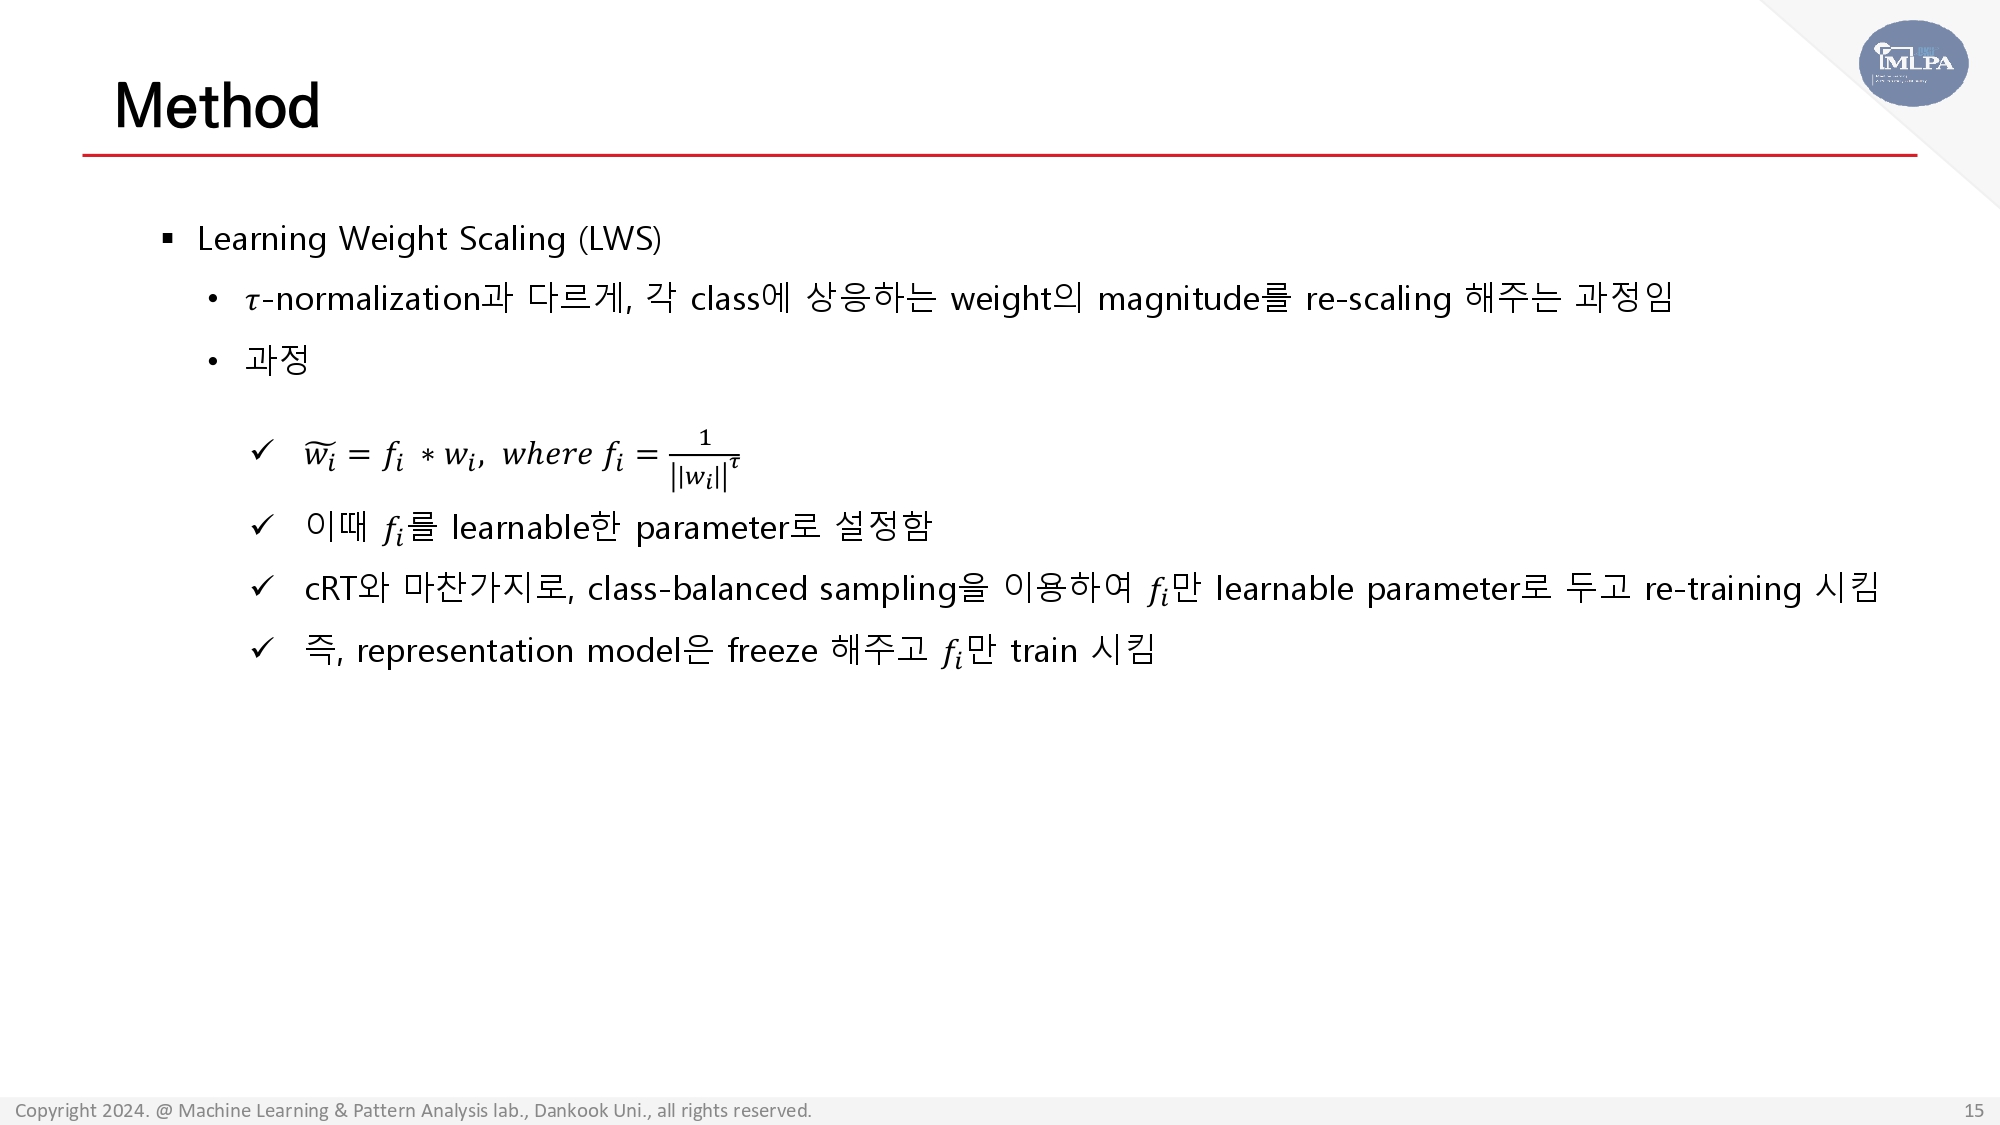 MLPA
Method
▪ Learning Weight Scaling (LWS)
• τ-normalization과 다르게, 각 class에 상응하는 weight의 magnitude를 re-scaling 해주는 과정임
• 과정
✓ $\widetilde{w_i} = f_i * w_i,\ where\ f_i = \frac{1}{||w_i||^τ}$
✓ 이때 $f_i$를 learnable한 parameter로 설정함
✓ cRT와 마찬가지로, class-balanced sampling을 이용하여 $f_i$만 learnable parameter로 두고 re-training 시킴
✓ 즉, representation model은 freeze 해주고 $f_i$만 train 시킴
Copyright 2024. @ Machine Learning & Pattern Analysis lab., Dankook Uni., all rights reserved.
15